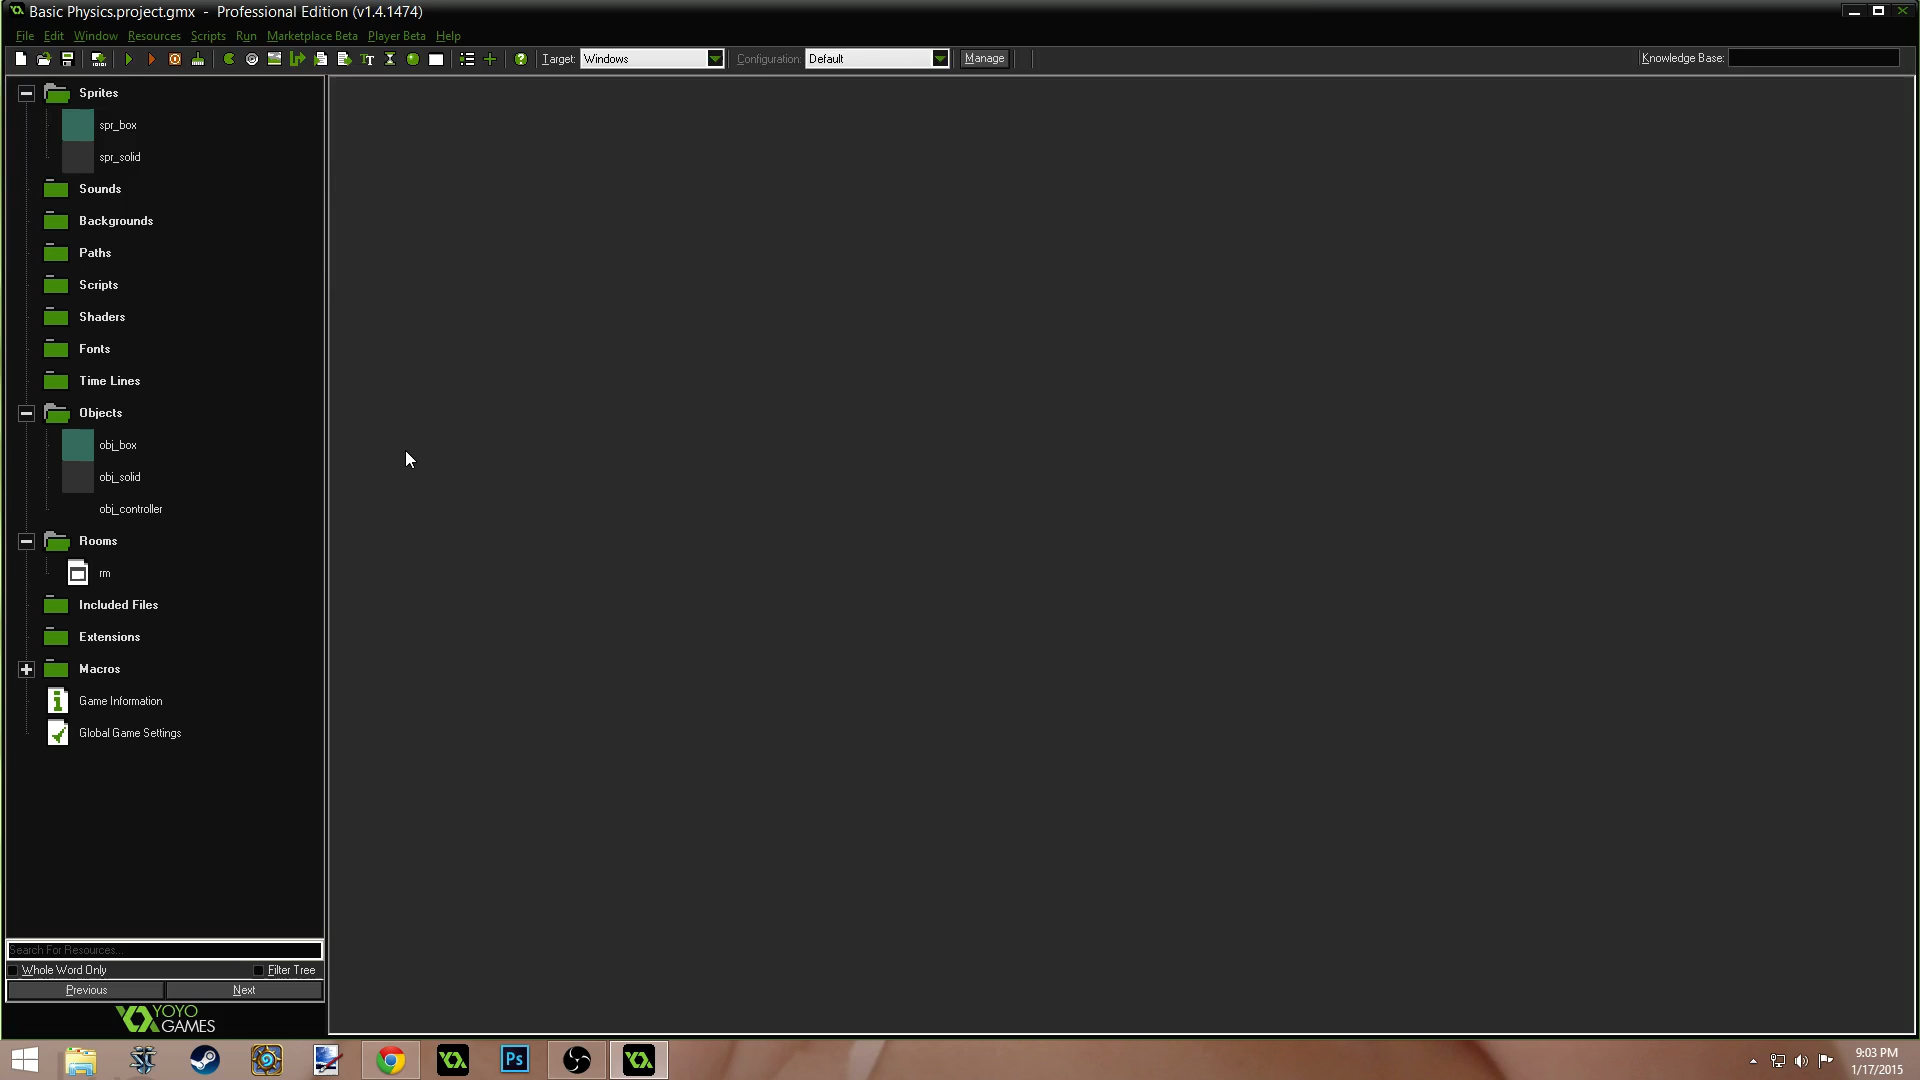 Basic Physics.project.gmx - Professional Edition (v1.4.1474)
File Edit Window Resources Scripts Run Marketplace Beta Player Beta Help
Target: Windows Configuration: Default Manage Knowledge Base:
Sprites
spr_box
spr_solid
Sounds
Backgrounds
Paths
Scripts
Shaders
Fonts
Time Lines
Objects
obj_box
obj_solid
obj_controller
Rooms
rm
Included Files
Extensions
Macros
Game Information
Global Game Settings
Search For Resources...
Whole Word Only Filter Tree
Previous Next
YOYO
GAMES
Ps
9:03 PM
1/17/2015